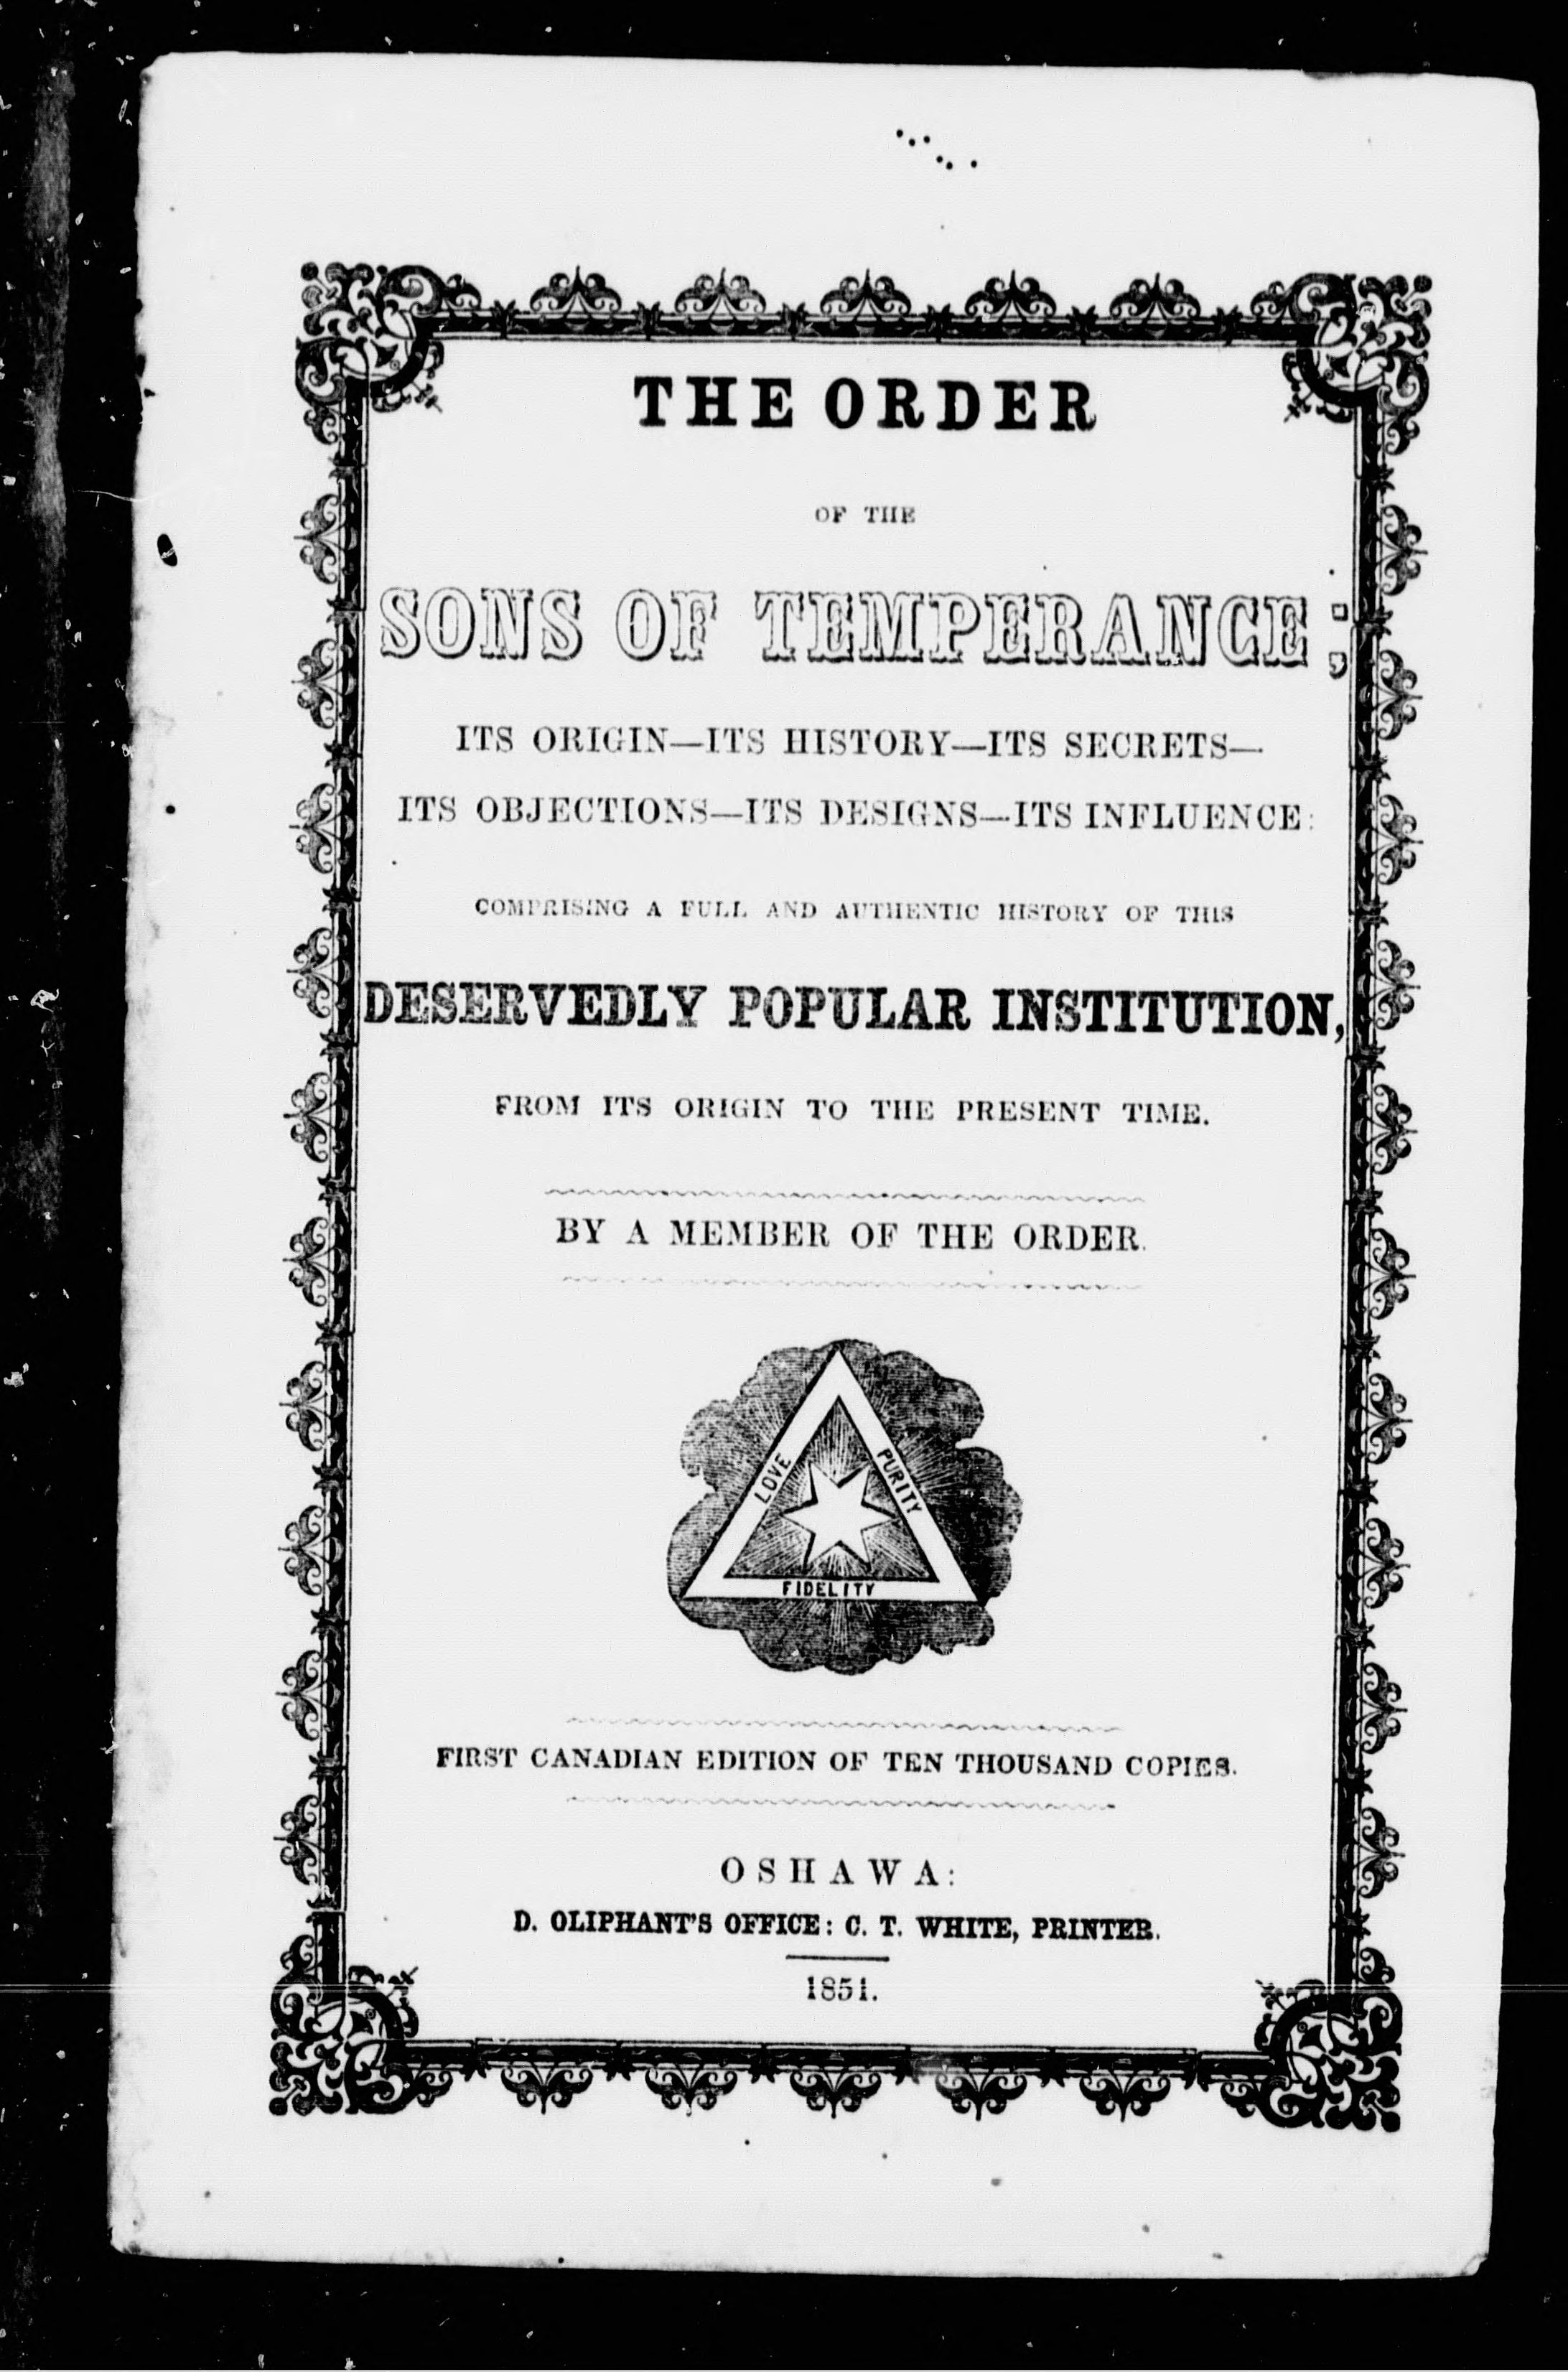 THE ORDER
OF THE
SONS OF TEMPERANCE;
ITS ORIGIN—ITS HISTORY—ITS SECRETS—
ITS OBJECTIONS—ITS DESIGNS—ITS INFLUENCE:
COMPRISING A FULL AND AUTHENTIC HISTORY OF THIS
DESERVEDLY POPULAR INSTITUTION,
FROM ITS ORIGIN TO THE PRESENT TIME.
BY A MEMBER OF THE ORDER.
LOVE
PURITY
FIDELITY
FIRST CANADIAN EDITION OF TEN THOUSAND COPIES.
OSHAWA:
D. OLIPHANT'S OFFICE: C. T. WHITE, PRINTER.
1851.